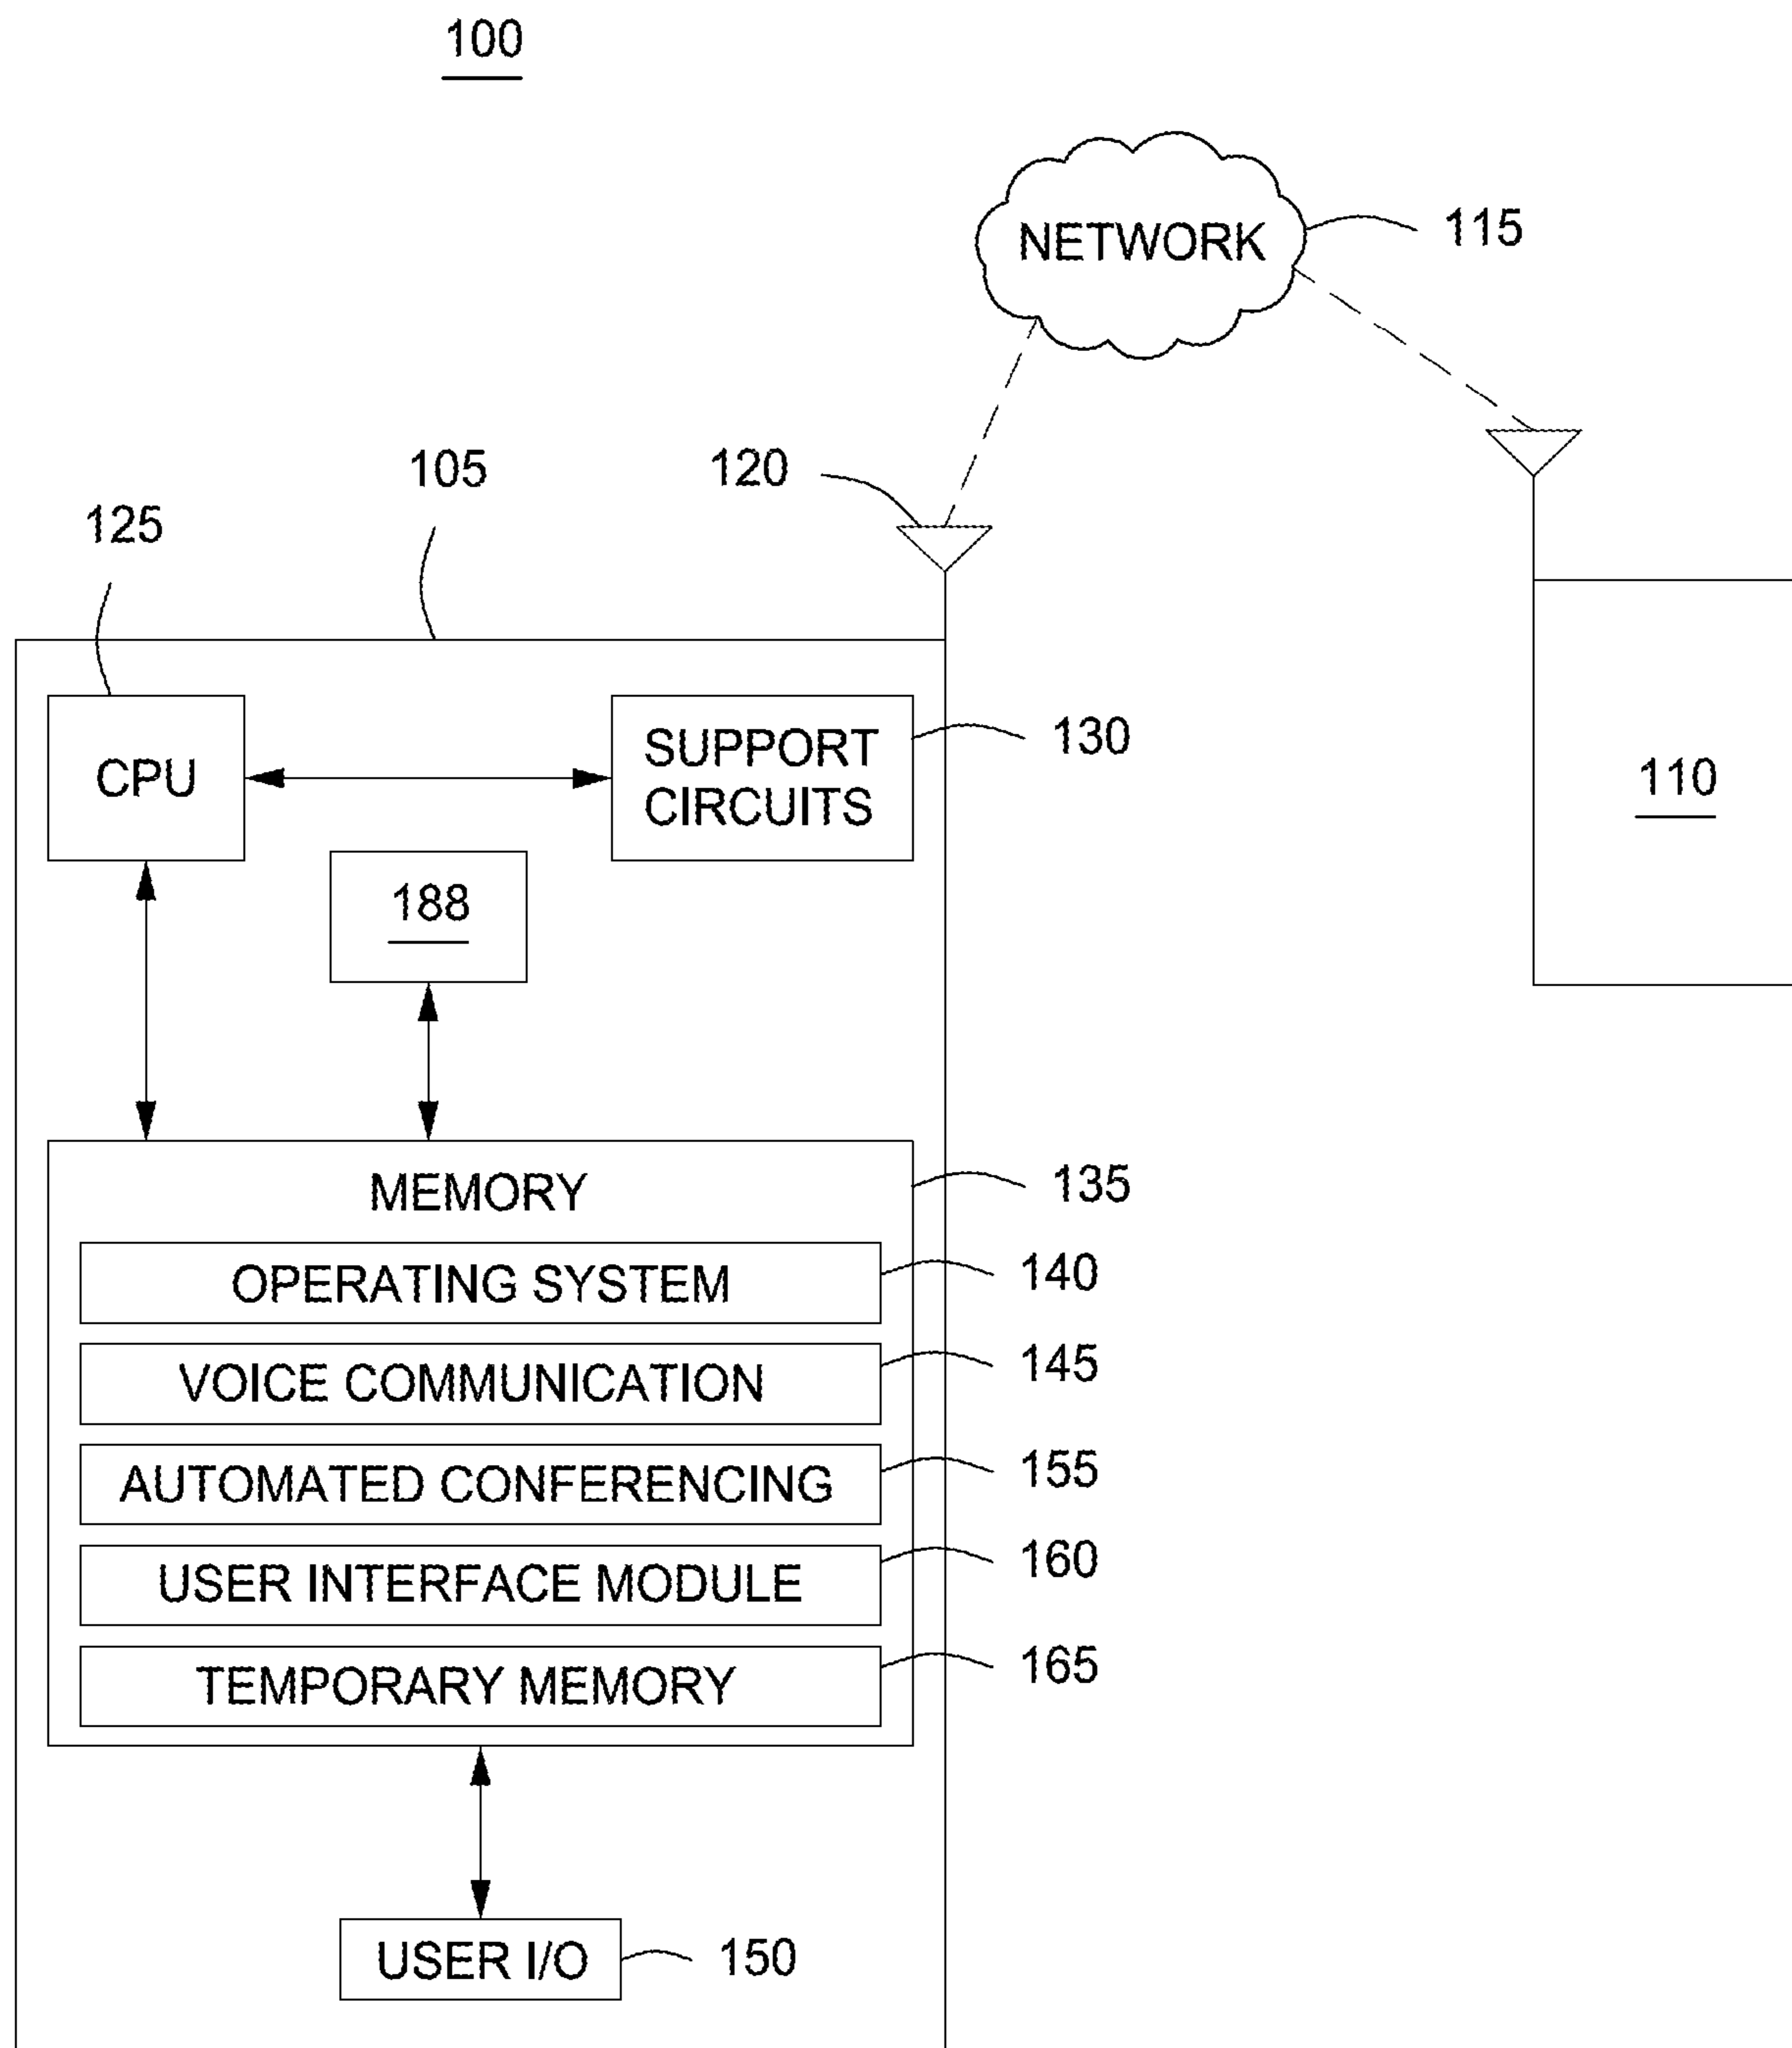 100
NETWORK
115
105
120
125
CPU
SUPPORT
CIRCUITS
130
110
188
MEMORY
135
OPERATING SYSTEM
140
VOICE COMMUNICATION
145
AUTOMATED CONFERENCING
155
USER INTERFACE MODULE
160
TEMPORARY MEMORY
165
USER I/O
150